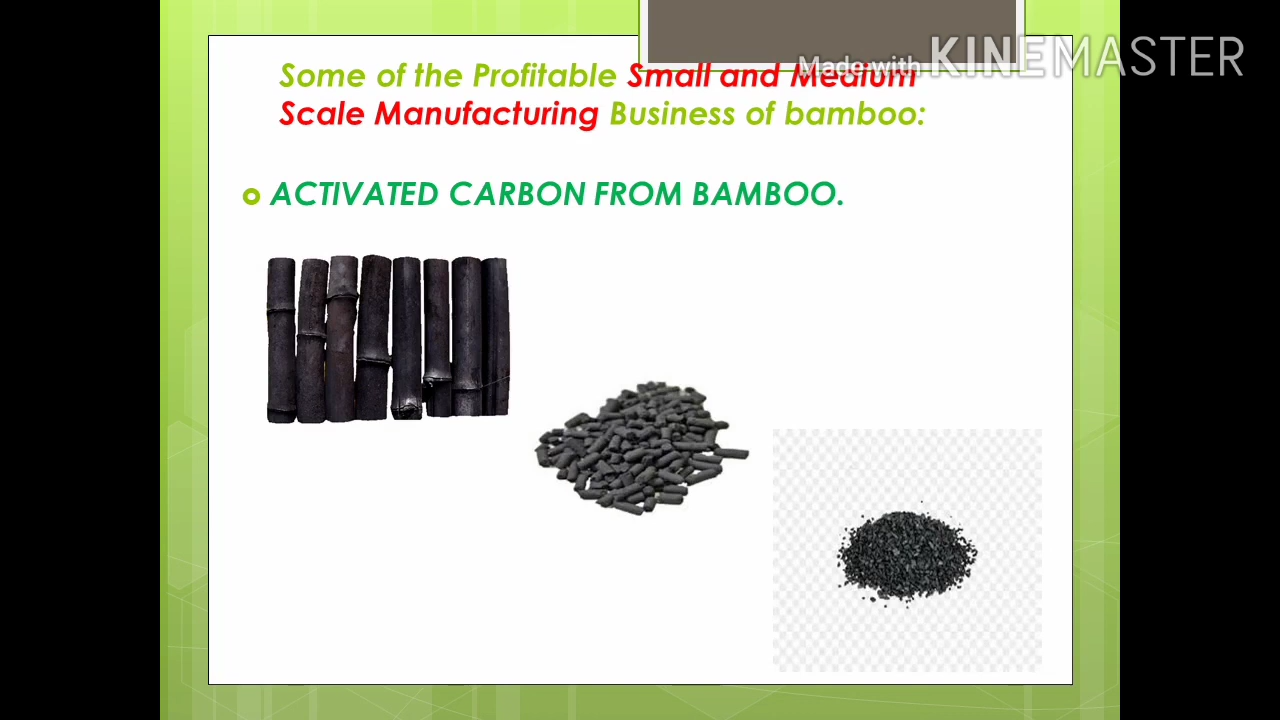 Made with KINEMASTER
Some of the Profitable Small and Medium
Scale Manufacturing Business of bamboo:
ACTIVATED CARBON FROM BAMBOO.